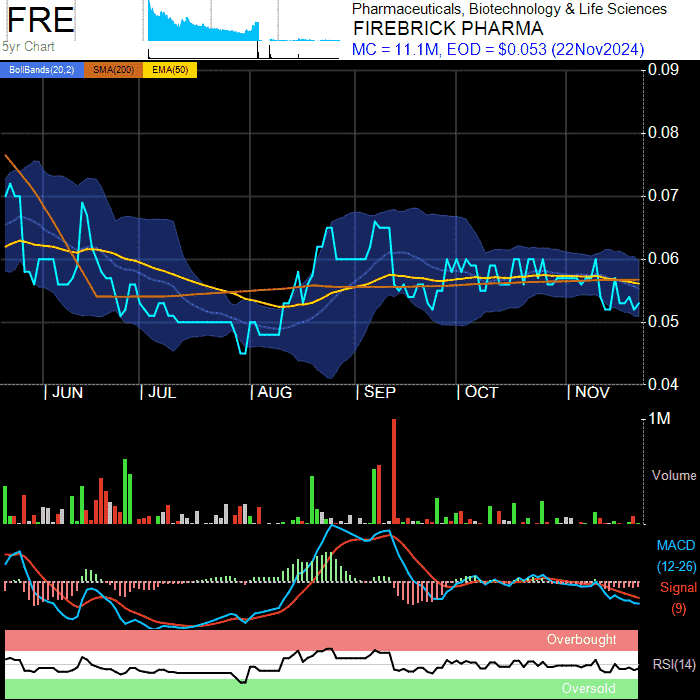 FRE
5yr Chart
Pharmaceuticals, Biotechnology & Life Sciences
FIREBRICK PHARMA
MC = 11.1M, EOD = $0.053 (22Nov2024)
BollBands(20,2) SMA(200) EMA(50)
0.09
0.08
0.07
0.06
0.05
0.04
JUN JUL AUG SEP OCT NOV
1M
Volume
MACD
(12-26)
Signal
(9)
Overbought
RSI(14)
Oversold